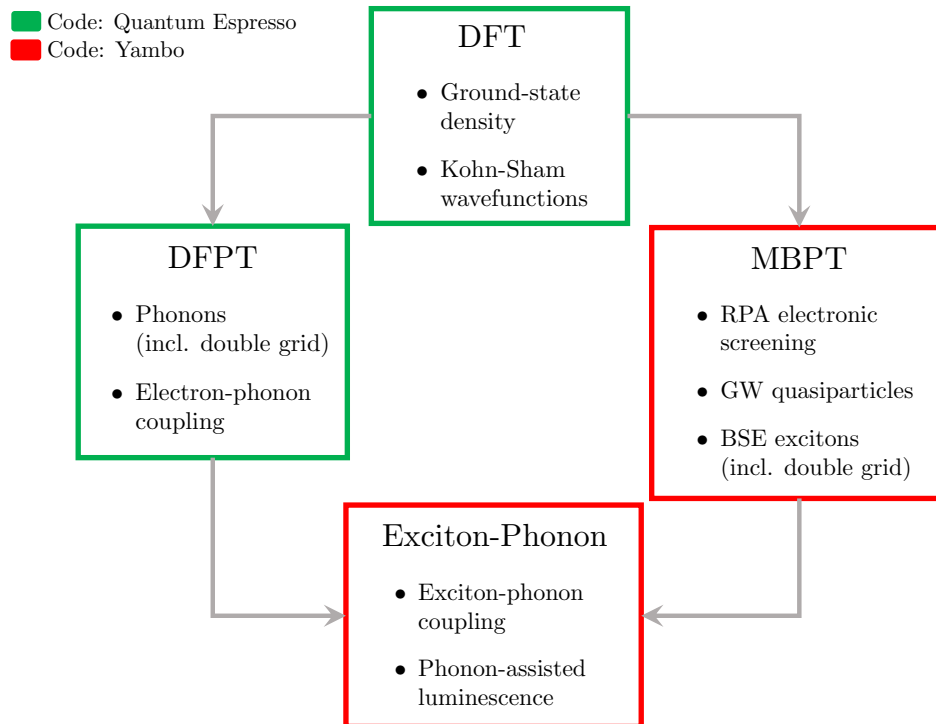 Code: Quantum Espresso
Code: Yambo
DFT
• Ground-state
density
• Kohn-Sham
wavefunctions
DFPT
• Phonons
(incl. double grid)
• Electron-phonon
coupling
MBPT
• RPA electronic
screening
• GW quasiparticles
• BSE excitons
(incl. double grid)
Exciton-Phonon
• Exciton-phonon
coupling
• Phonon-assisted
luminescence